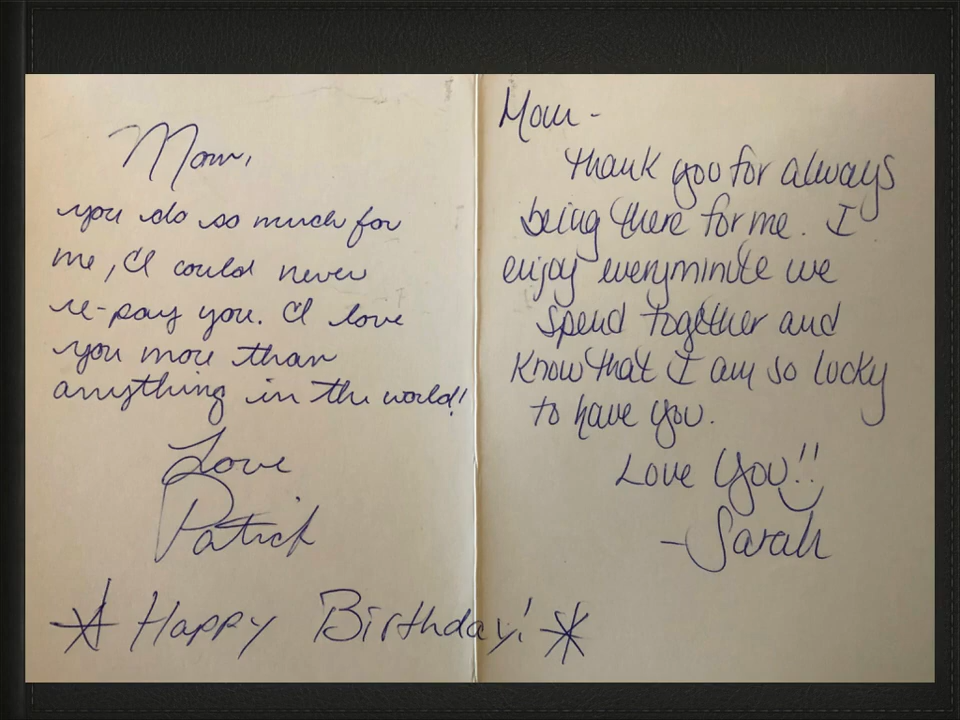 Mom,
you do so much for
me, I could never
re-pay you. I love
you more than
anything in the world!
Love
Patrick
Mom -
Thank you for always
being there for me. I
enjoy every minute we
spend together and
know that I am so lucky
to have you.
Love You!!
- Sarah
* Happy Birthday! *